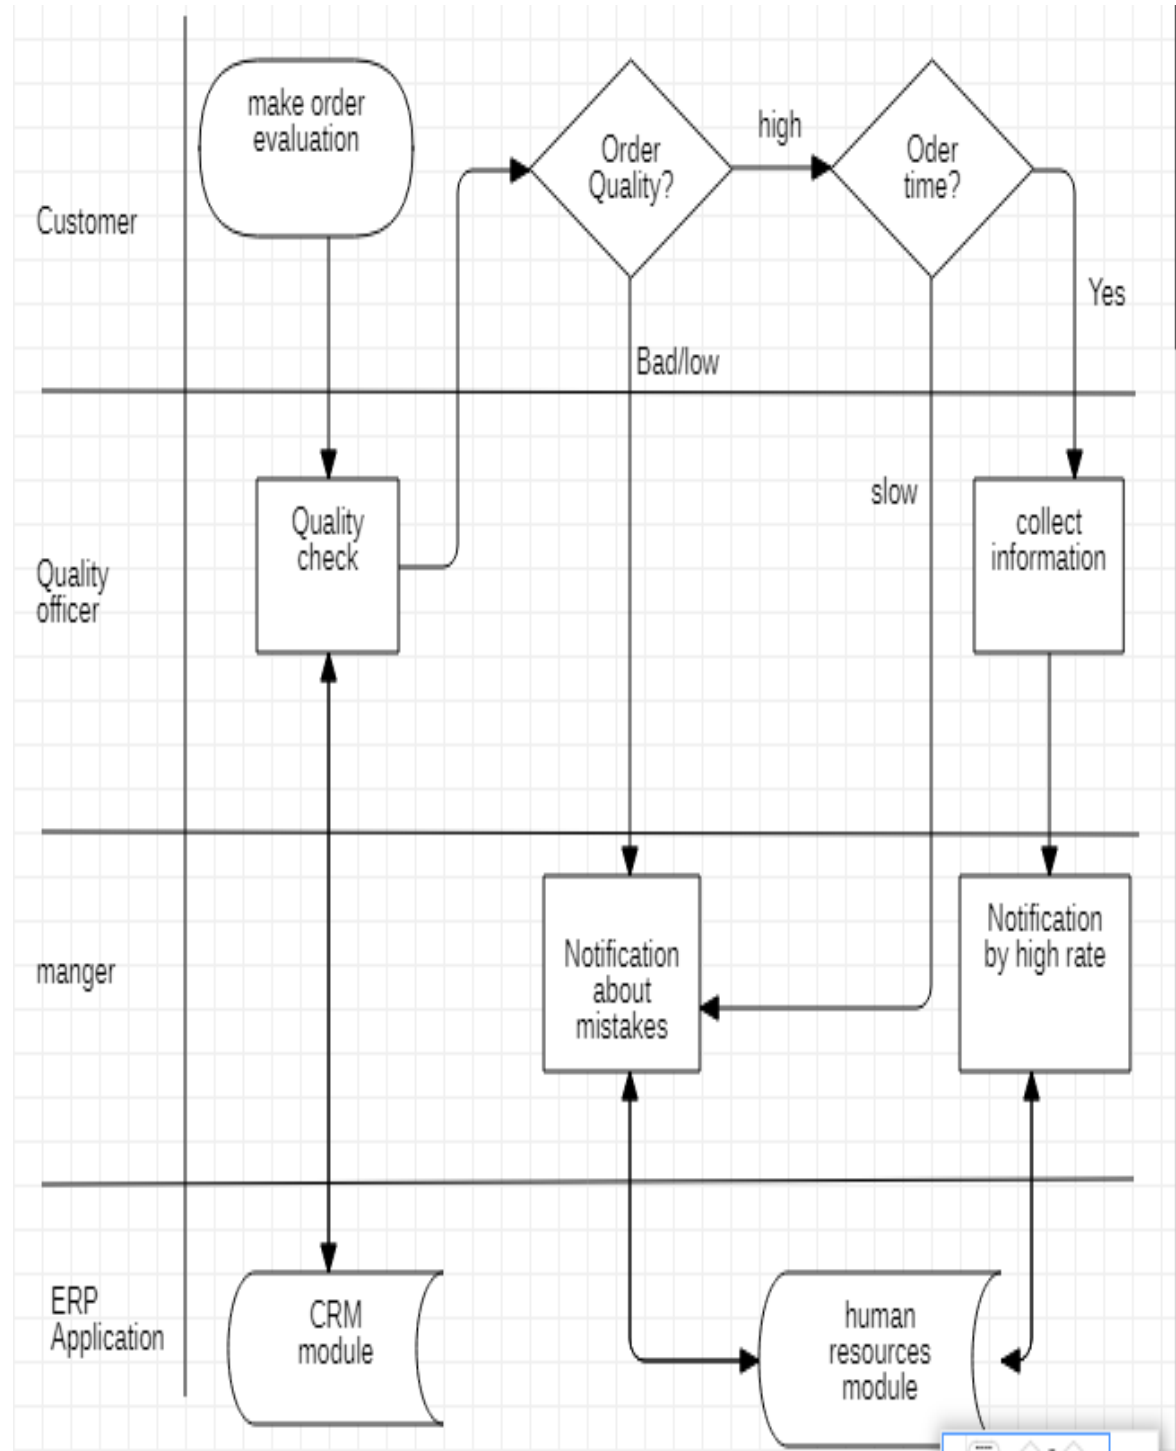 make order
evaluation
Order
Quality?
high
Oder
time?
Customer
Yes
Bad/low
Quality
check
slow
collect
information
Quality
officer
Notification
about
mistakes
Notification
by high rate
manger
ERP
Application
CRM
module
human
resources
module